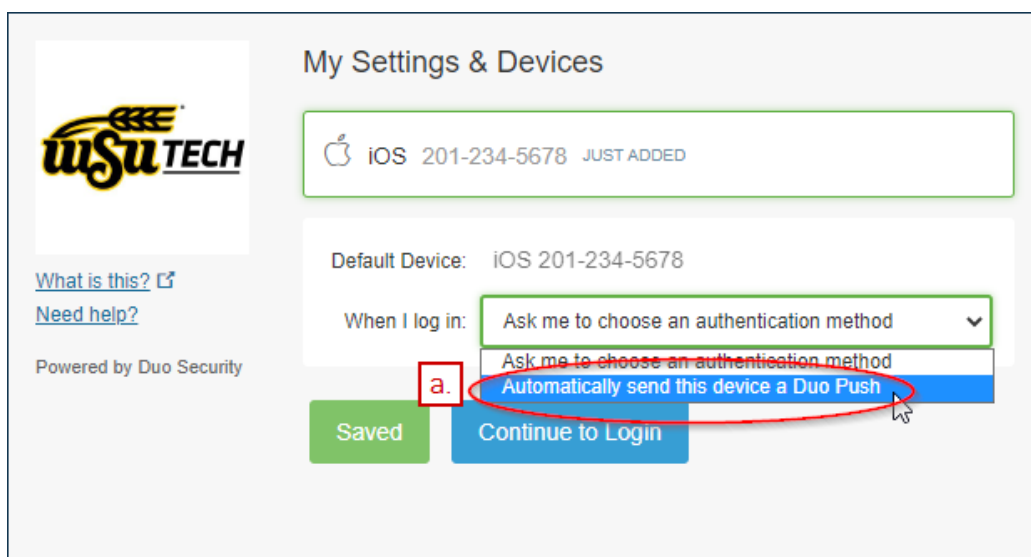 My Settings & Devices
WSU TECH
iOS 201-234-5678 JUST ADDED
Default Device: iOS 201-234-5678
What is this?
When I log in: Ask me to choose an authentication method
Need help?
Ask me to choose an authentication method
Powered by Duo Security
a. Automatically send this device a Duo Push
Saved Continue to Login